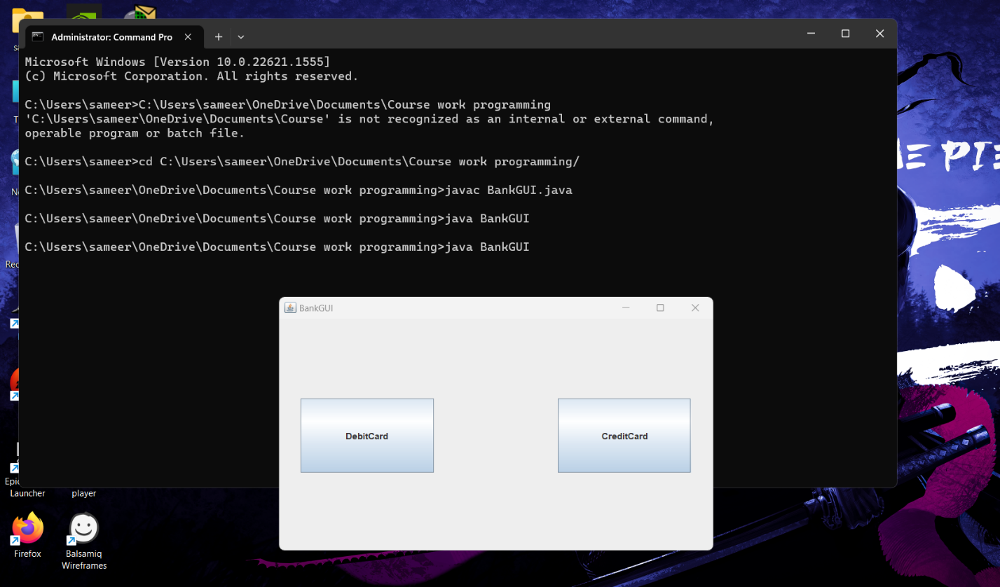 Administrator: Command Pro
Microsoft Windows [Version 10.0.22621.1555]
(c) Microsoft Corporation. All rights reserved.
C:\Users\sameer>C:\Users\sameer\OneDrive\Documents\Course work programming
'C:\Users\sameer\OneDrive\Documents\Course' is not recognized as an internal or external command,
operable program or batch file.
C:\Users\sameer>cd C:\Users\sameer\OneDrive\Documents\Course work programming/
C:\Users\sameer\OneDrive\Documents\Course work programming>javac BankGUI.java
C:\Users\sameer\OneDrive\Documents\Course work programming>java BankGUI
C:\Users\sameer\OneDrive\Documents\Course work programming>java BankGUI
BankGUI
DebitCard
CreditCard
Launcher
player
Firefox
Balsamiq
Wireframes